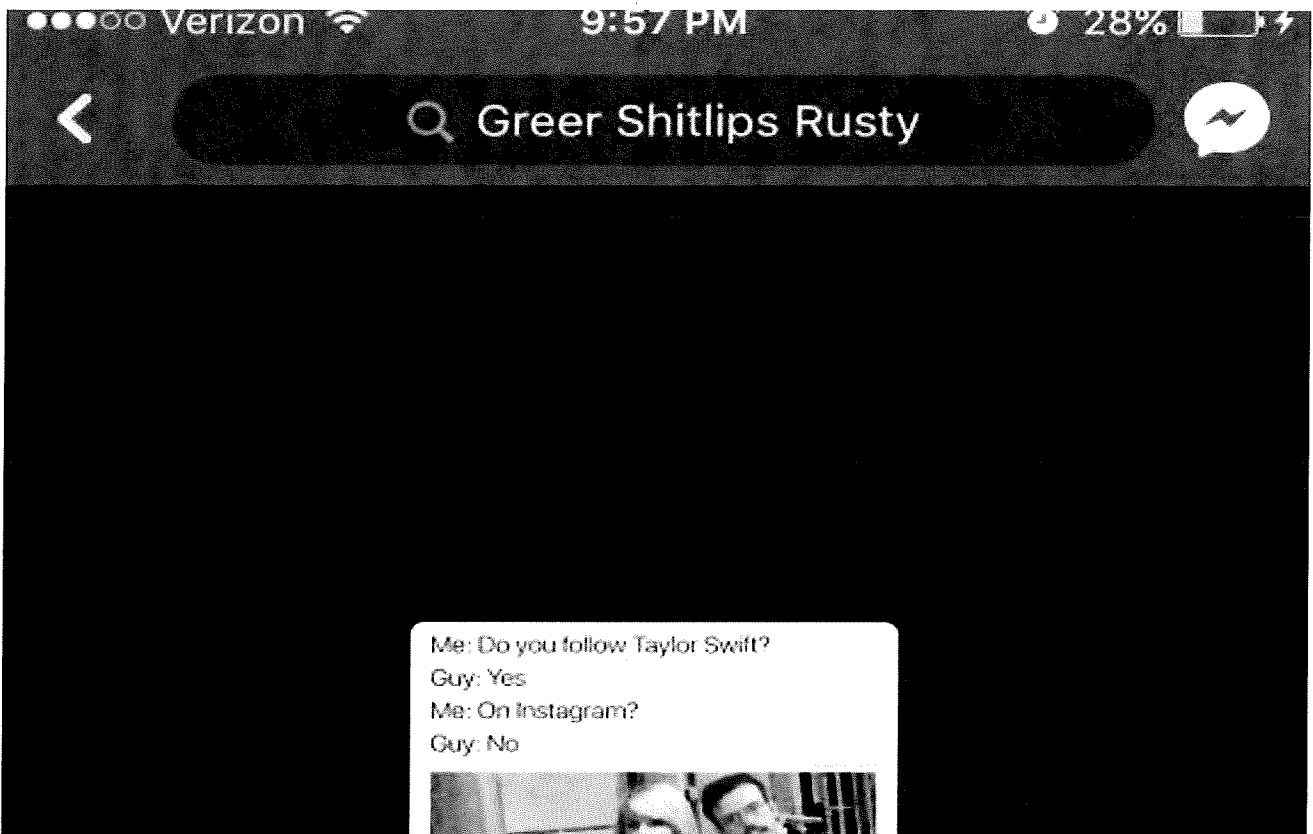 Verizon 9:57 PM 28%
Greer Shitlips Rusty
Me: Do you follow Taylor Swift?
Guy: Yes
Me: On Instagram?
Guy: No